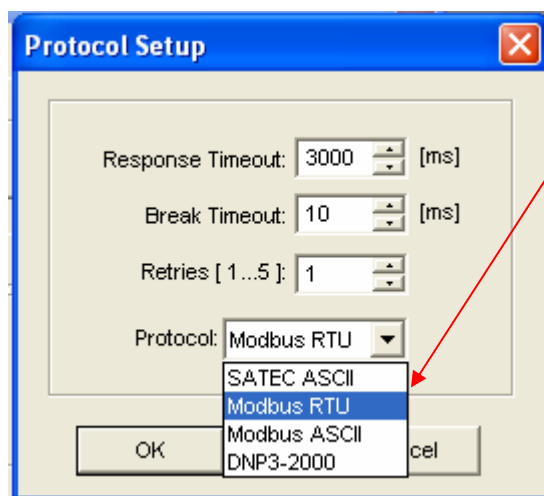 Protocol Setup
Response Timeout: 3000 [ms]
Break Timeout: 10 [ms]
Retries [ 1...5 ]: 1
Protocol: Modbus RTU
SATEC ASCII
Modbus RTU
Modbus ASCII
DNP3-2000
OK cel